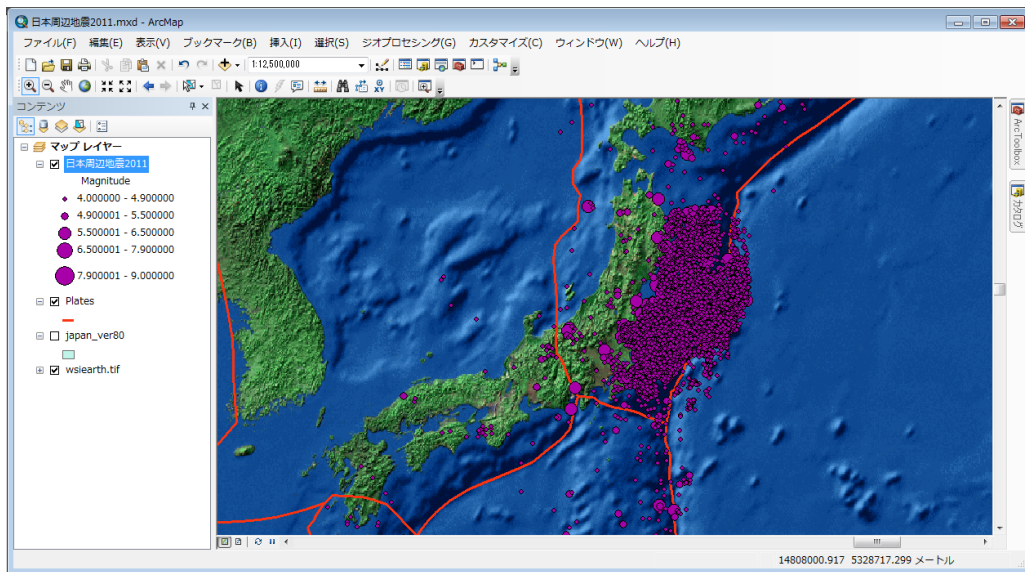 日本周辺地震2011.mxd - ArcMap
ファイル(F) 編集(E) 表示(V) ブックマーク(B) 挿入(I) 選択(S) ジオプロセシング(G) カスタマイズ(C) ウィンドウ(W) ヘルプ(H)
1:12,500,000
コンテンツ
マップ レイヤー
日本周辺地震2011
Magnitude
4.000000 - 4.900000
4.900001 - 5.500000
5.500001 - 6.500000
6.500001 - 7.900000
7.900001 - 9.000000
Plates
japan_ver80
wsiearth.tif
ArcToolbox
カタログ
14808000.917 5328717.299 メートル